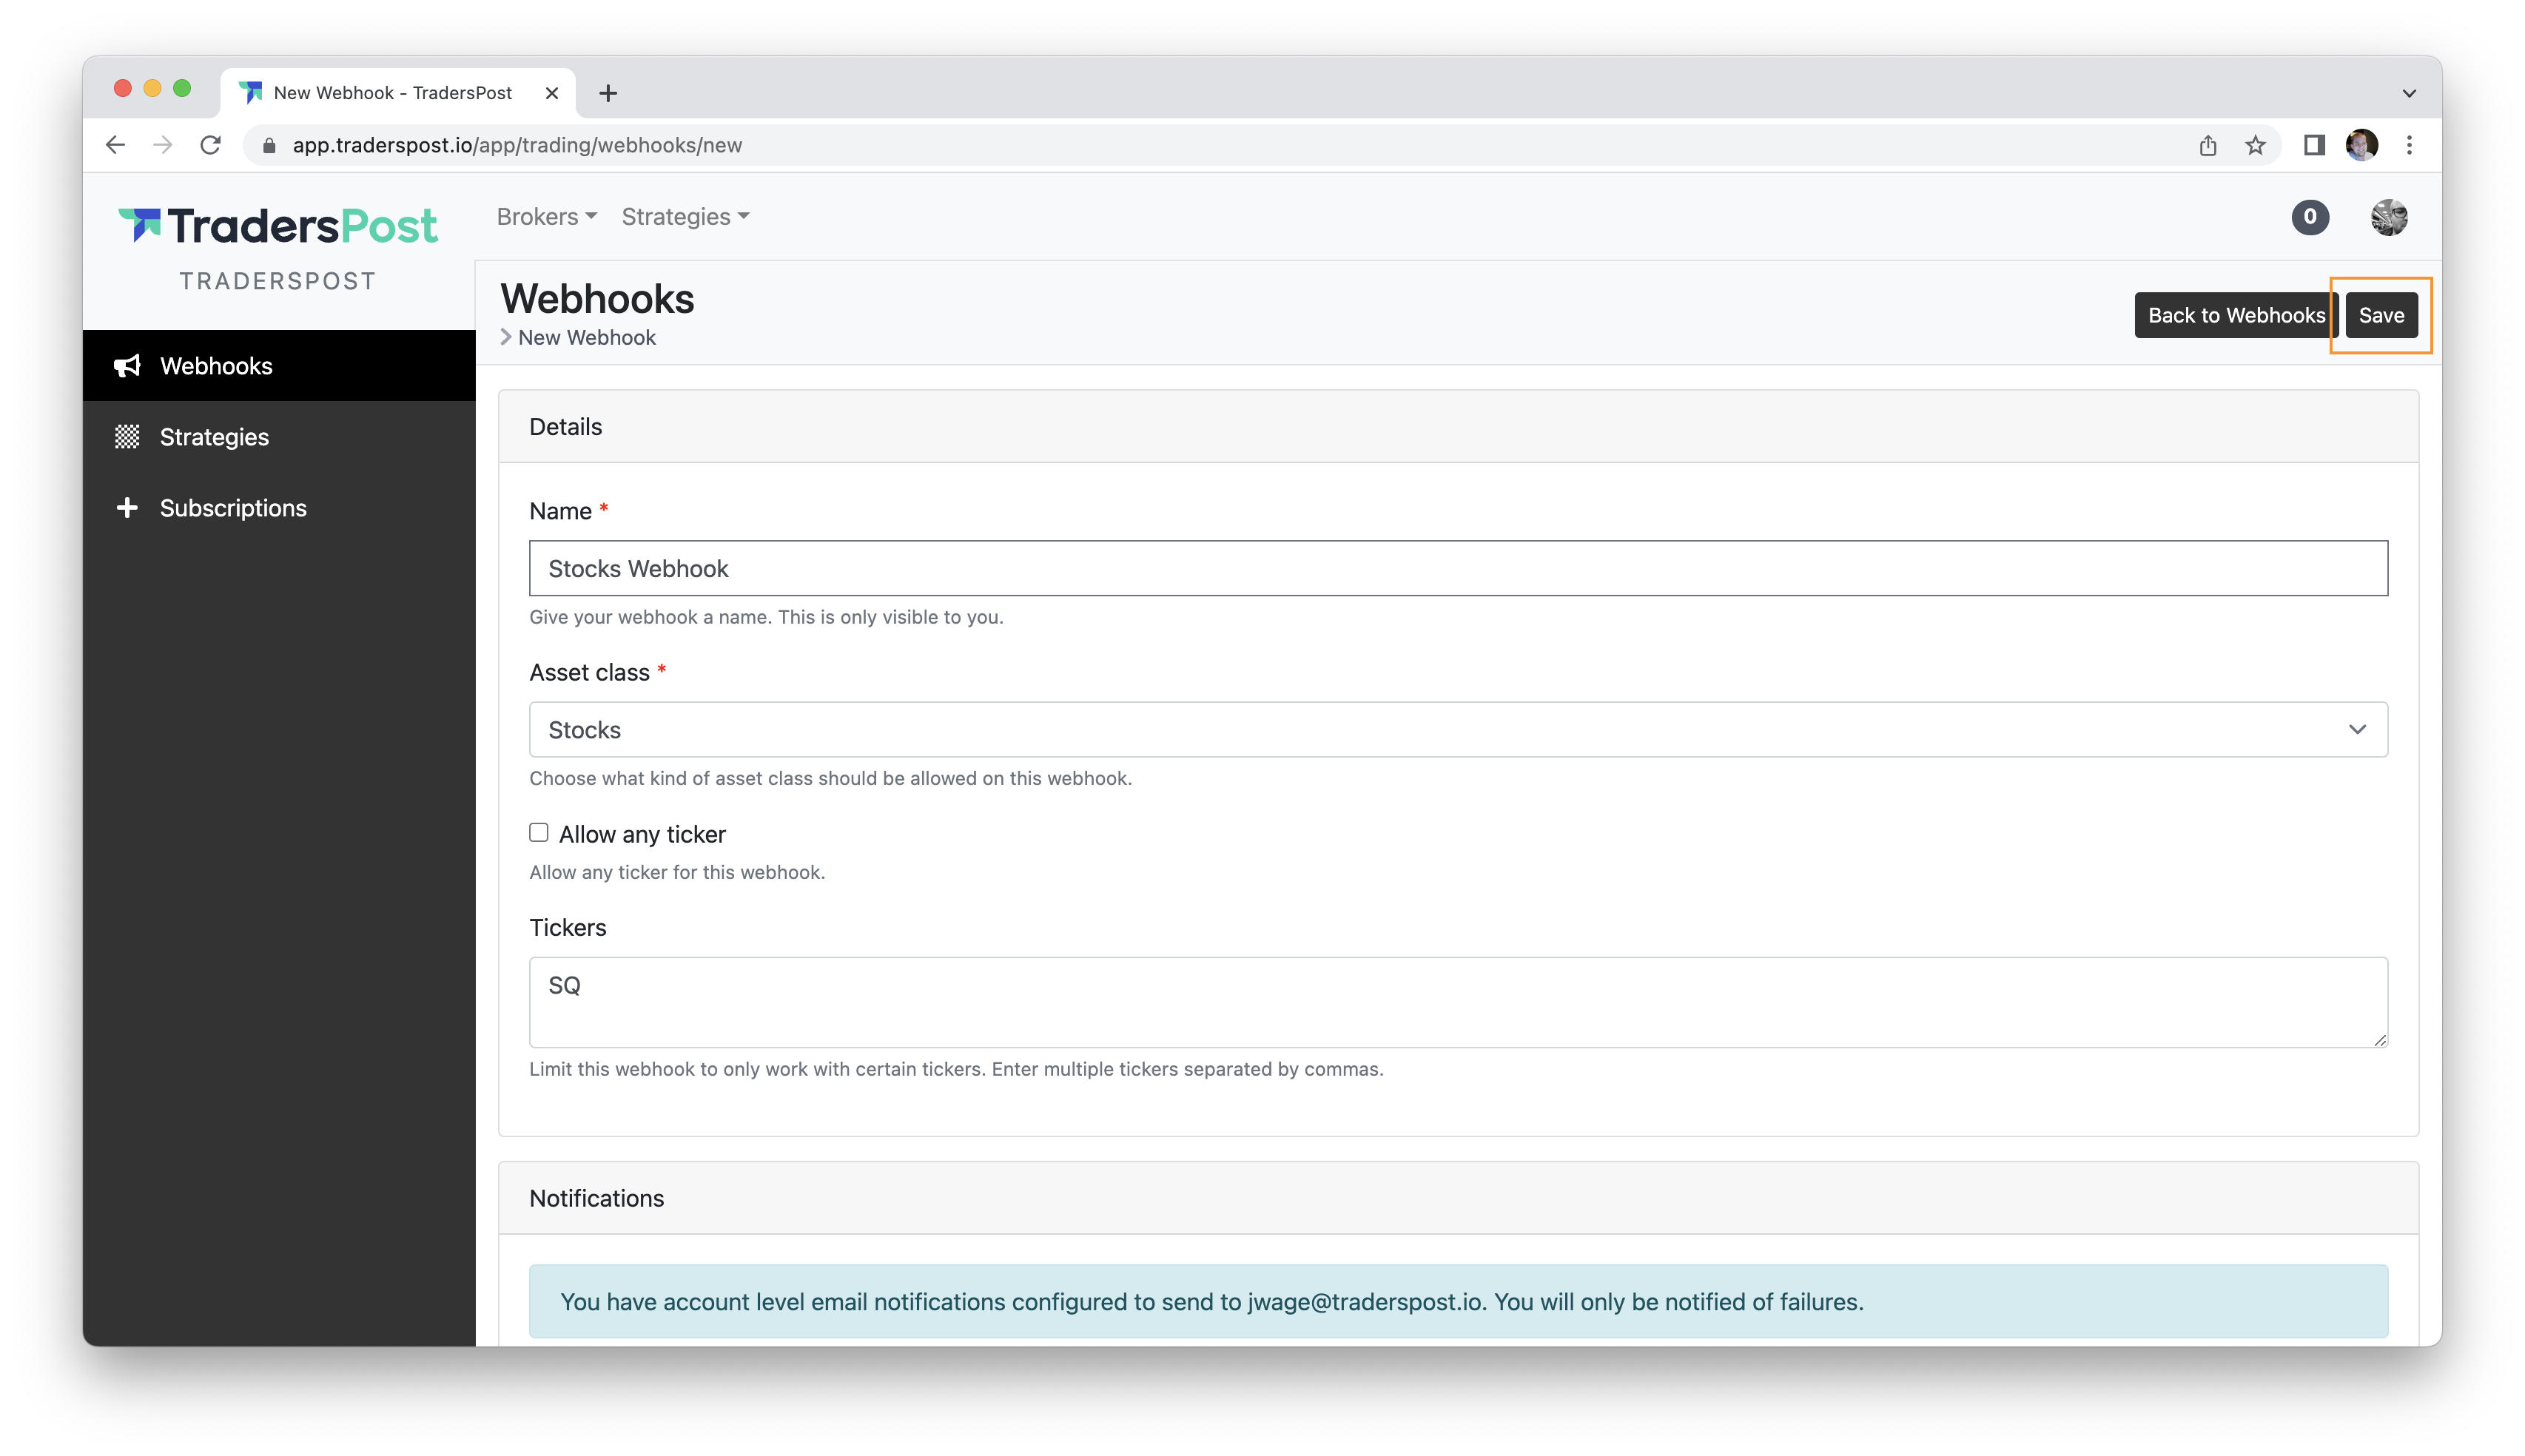 New Webhook - TradersPost
app.traderspost.io/app/trading/webhooks/new
TradersPost
TRADERSPOST
Brokers
Strategies
0
Webhooks
New Webhook
Back to Webhooks
Save
Webhooks
Strategies
Subscriptions
Details
Name *
Stocks Webhook
Give your webhook a name. This is only visible to you.
Asset class *
Stocks
Choose what kind of asset class should be allowed on this webhook.
Allow any ticker
Allow any ticker for this webhook.
Tickers
SQ
Limit this webhook to only work with certain tickers. Enter multiple tickers separated by commas.
Notifications
You have account level email notifications configured to send to jwage@traderspost.io. You will only be notified of failures.